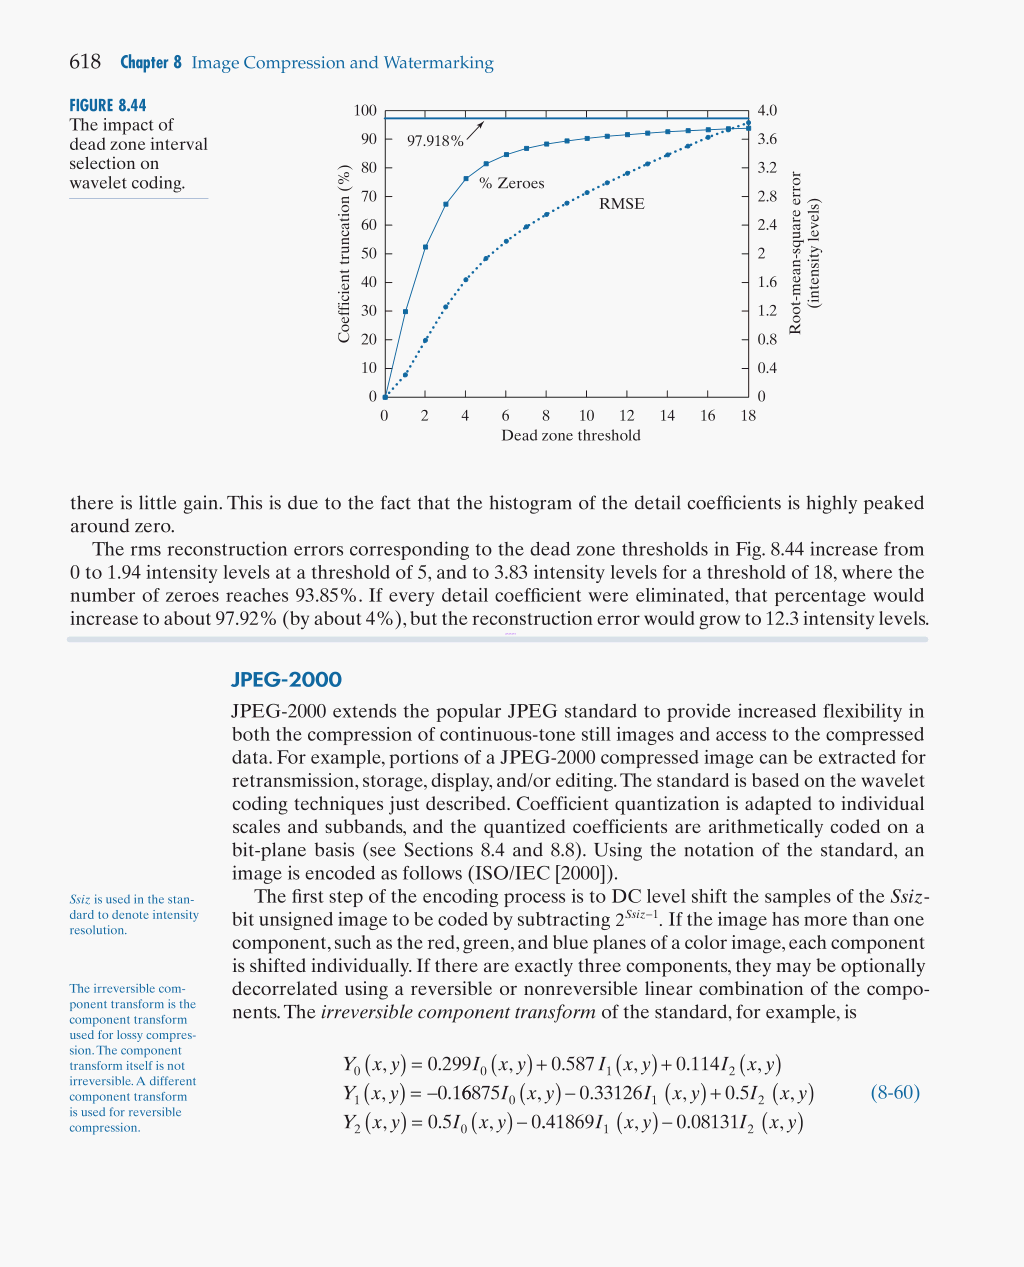 618 Chapter 8 Image Compression and Watermarking
FIGURE 8.44
The impact of
dead zone interval
selection on
wavelet coding.
100
90
80
70
60
50
40
30
20
10
0
Coefficient truncation (%)
97.918%
% Zeroes
RMSE
4.0
3.6
3.2
2.8
2.4
2
1.6
1.2
0.8
0.4
0
Root-mean-square error
(intensity levels)
0 2 4 6 8 10 12 14 16 18
Dead zone threshold
there is little gain. This is due to the fact that the histogram of the detail coefficients is highly peaked
around zero.
The rms reconstruction errors corresponding to the dead zone thresholds in Fig. 8.44 increase from
0 to 1.94 intensity levels at a threshold of 5, and to 3.83 intensity levels for a threshold of 18, where the
number of zeroes reaches 93.85%. If every detail coefficient were eliminated, that percentage would
increase to about 97.92% (by about 4%), but the reconstruction error would grow to 12.3 intensity levels.
JPEG-2000
JPEG-2000 extends the popular JPEG standard to provide increased flexibility in
both the compression of continuous-tone still images and access to the compressed
data. For example, portions of a JPEG-2000 compressed image can be extracted for
retransmission, storage, display, and/or editing. The standard is based on the wavelet
coding techniques just described. Coefficient quantization is adapted to individual
scales and subbands, and the quantized coefficients are arithmetically coded on a
bit-plane basis (see Sections 8.4 and 8.8). Using the notation of the standard, an
image is encoded as follows (ISO/IEC [2000]).
Ssiz is used in the stan-
dard to denote intensity
resolution.
The first step of the encoding process is to DC level shift the samples of the Ssiz-
bit unsigned image to be coded by subtracting 2^{Ssiz−1}. If the image has more than one
component, such as the red, green, and blue planes of a color image, each component
is shifted individually. If there are exactly three components, they may be optionally
decorrelated using a reversible or nonreversible linear combination of the compo-
nents. The irreversible component transform of the standard, for example, is
The irreversible com-
ponent transform is the
component transform
used for lossy compres-
sion. The component
transform itself is not
irreversible. A different
component transform
is used for reversible
compression.
Y₀(x, y) = 0.299I₀(x, y) + 0.587I₁(x, y) + 0.114I₂(x, y)
Y₁(x, y) = −0.16875I₀(x, y) − 0.33126I₁(x, y) + 0.5I₂(x, y) (8-60)
Y₂(x, y) = 0.5I₀(x, y) − 0.41869I₁(x, y) − 0.08131I₂(x, y)